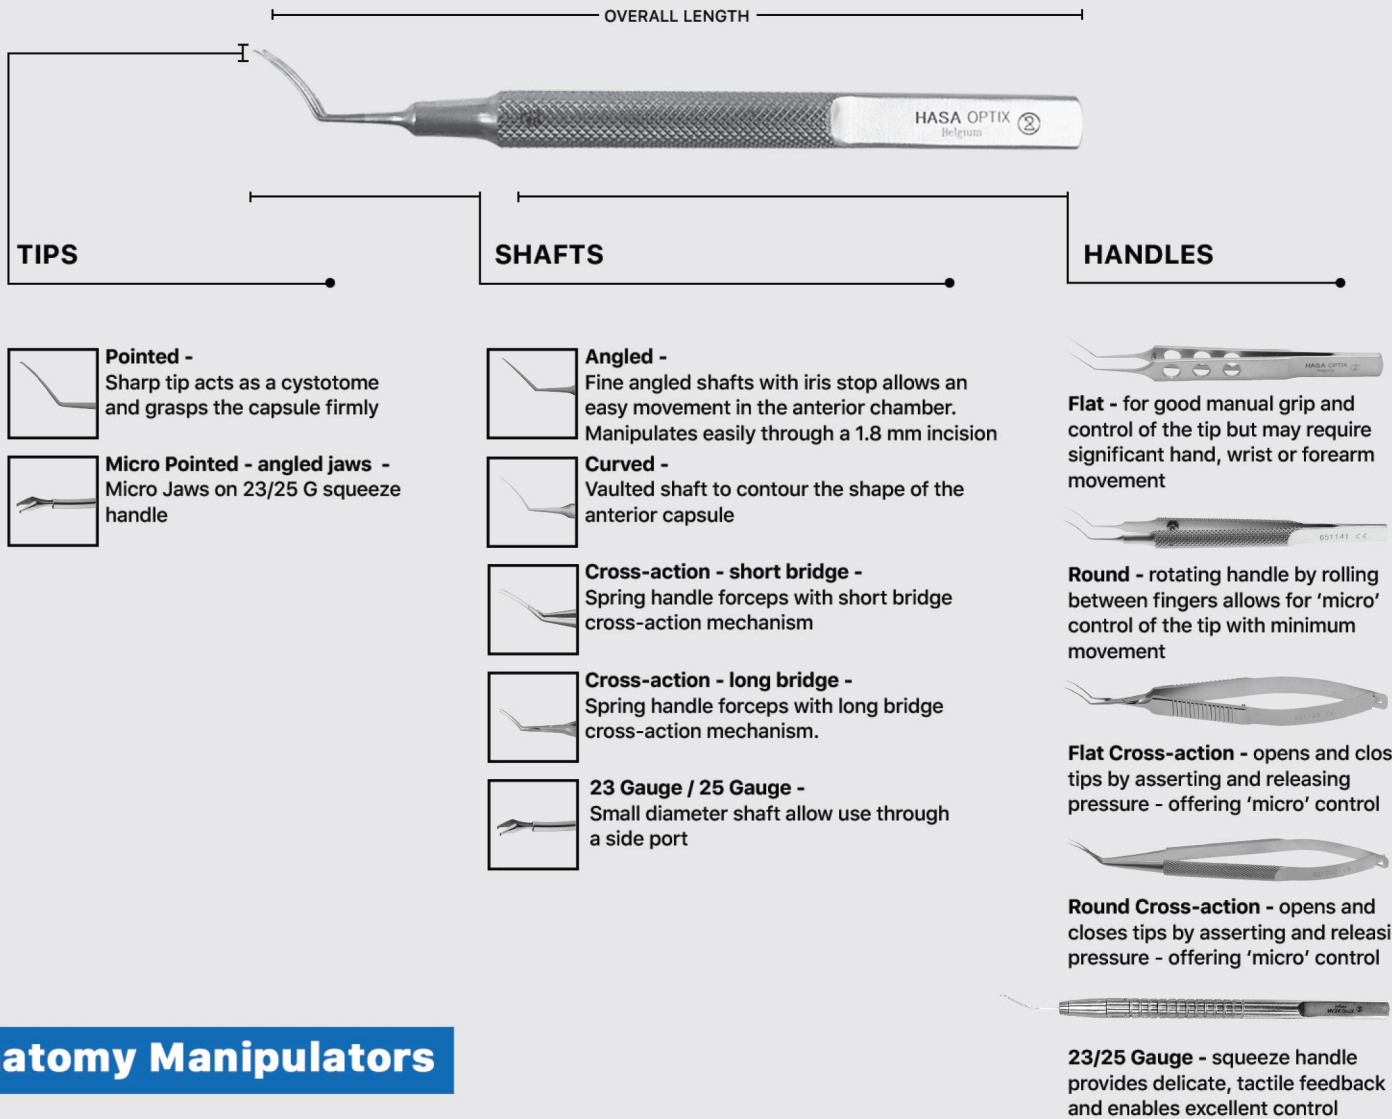 OVERALL LENGTH
HASA OPTIX
Belgium
2
TIPS
Pointed -
Sharp tip acts as a cystotome
and grasps the capsule firmly
Micro Pointed - angled jaws -
Micro Jaws on 23/25 G squeeze
handle
SHAFTS
Angled -
Fine angled shafts with iris stop allows an
easy movement in the anterior chamber.
Manipulates easily through a 1.8 mm incision
Curved -
Vaulted shaft to contour the shape of the
anterior capsule
Cross-action - short bridge -
Spring handle forceps with short bridge
cross-action mechanism
Cross-action - long bridge -
Spring handle forceps with long bridge
cross-action mechanism.
23 Gauge / 25 Gauge -
Small diameter shaft allow use through
a side port
HANDLES
HASA OPTIX
Belgium
Flat - for good manual grip and
control of the tip but may require
significant hand, wrist or forearm
movement
651141 CE
Round - rotating handle by rolling
between fingers allows for ‘micro’
control of the tip with minimum
movement
Flat Cross-action - opens and clos
tips by asserting and releasing
pressure - offering ‘micro’ control
Round Cross-action - opens and
closes tips by asserting and releasi
pressure - offering ‘micro’ control
23/25 Gauge - squeeze handle
provides delicate, tactile feedback
and enables excellent control
atomy Manipulators